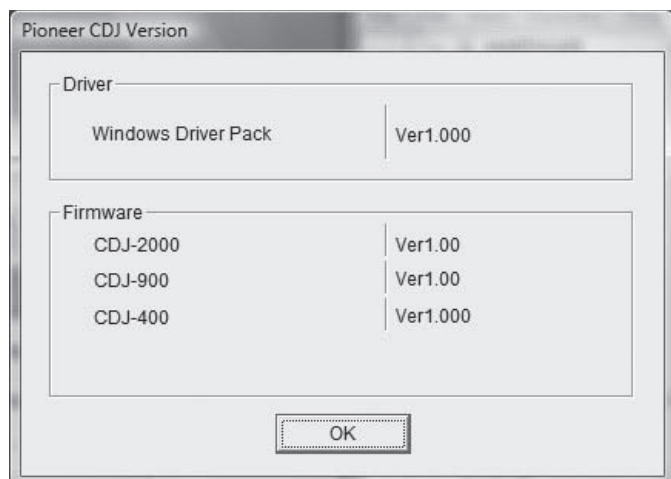 Pioneer CDJ Version
Driver
Windows Driver Pack Ver1.000
Firmware
CDJ-2000 Ver1.00
CDJ-900 Ver1.00
CDJ-400 Ver1.000
OK